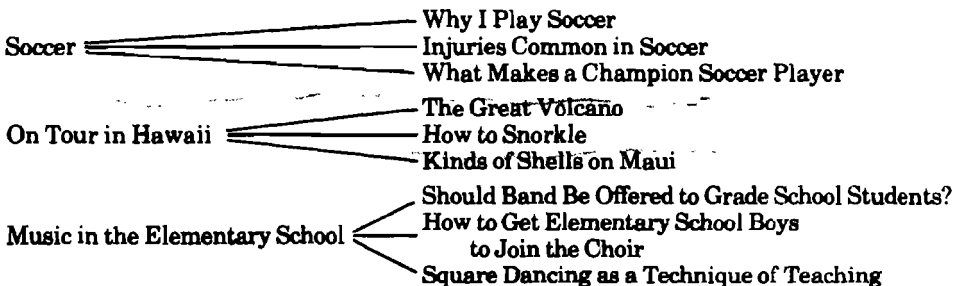 Soccer
Why I Play Soccer
Injuries Common in Soccer
What Makes a Champion Soccer Player
On Tour in Hawaii
The Great Volcano
How to Snorkle
Kinds of Shells on Maui
Music in the Elementary School
Should Band Be Offered to Grade School Students?
How to Get Elementary School Boys
to Join the Choir
Square Dancing as a Technique of Teaching